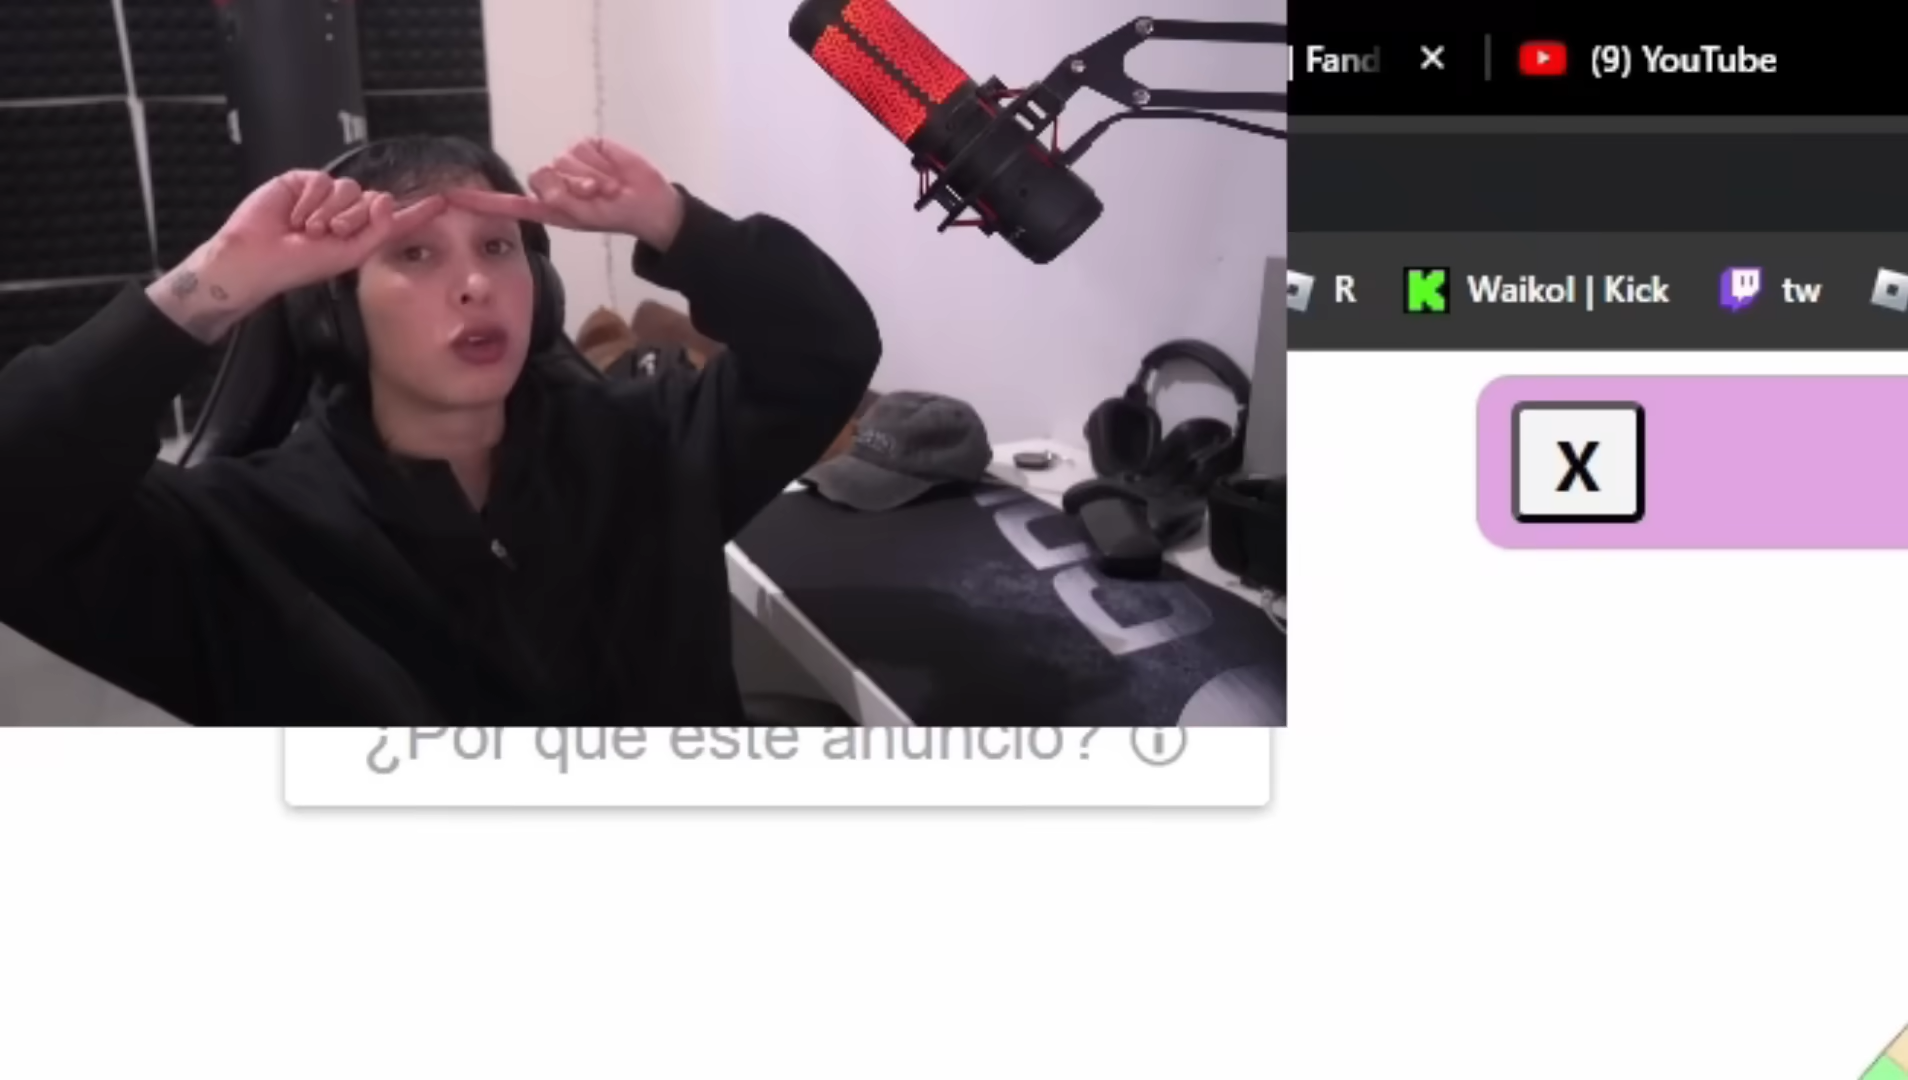 | Fand
(9) YouTube
R
Waikol | Kick
tw
X
¿Por qué este anuncio?